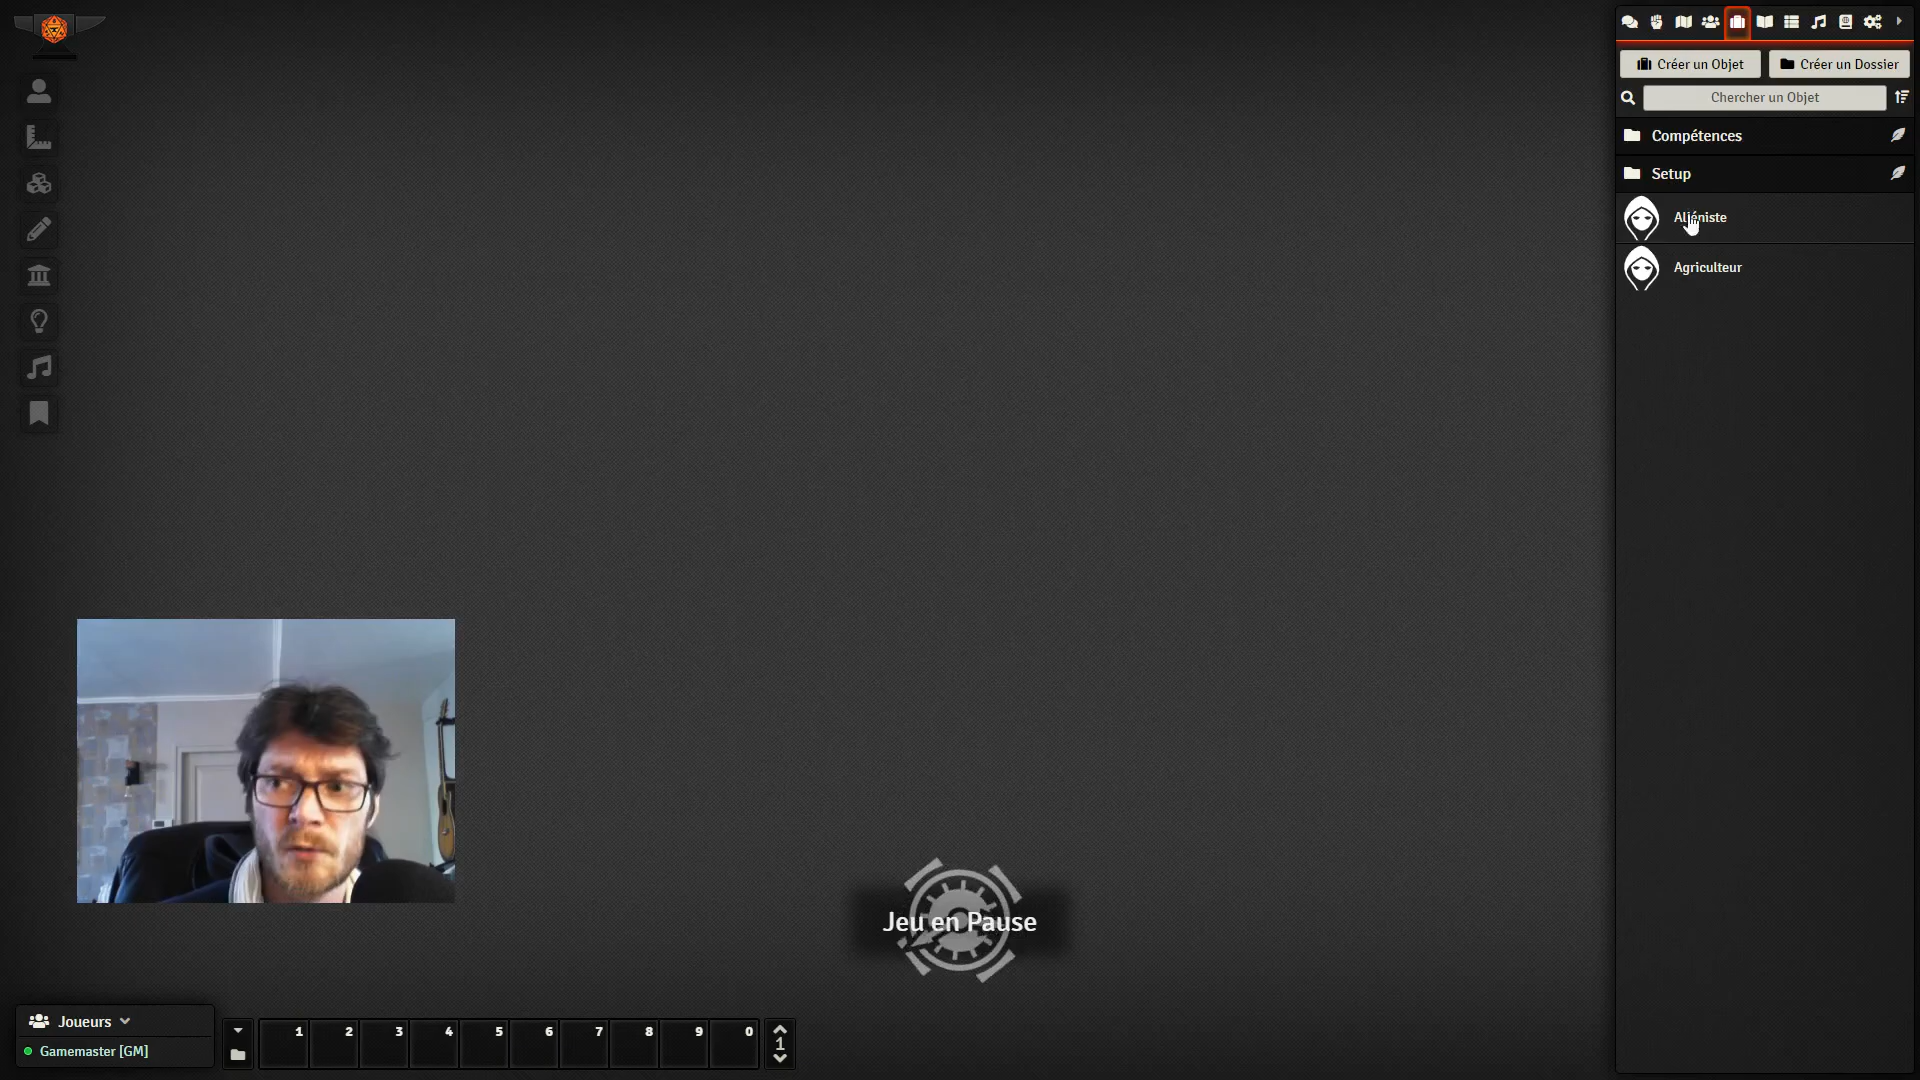 Créer un Objet
Créer un Dossier
Chercher un Objet
Compétences
Setup
Aliéniste
Agriculteur
Jeu en Pause
Joueurs
Gamemaster [GM]
1 2 3 4 5 6 7 8 9 0
1